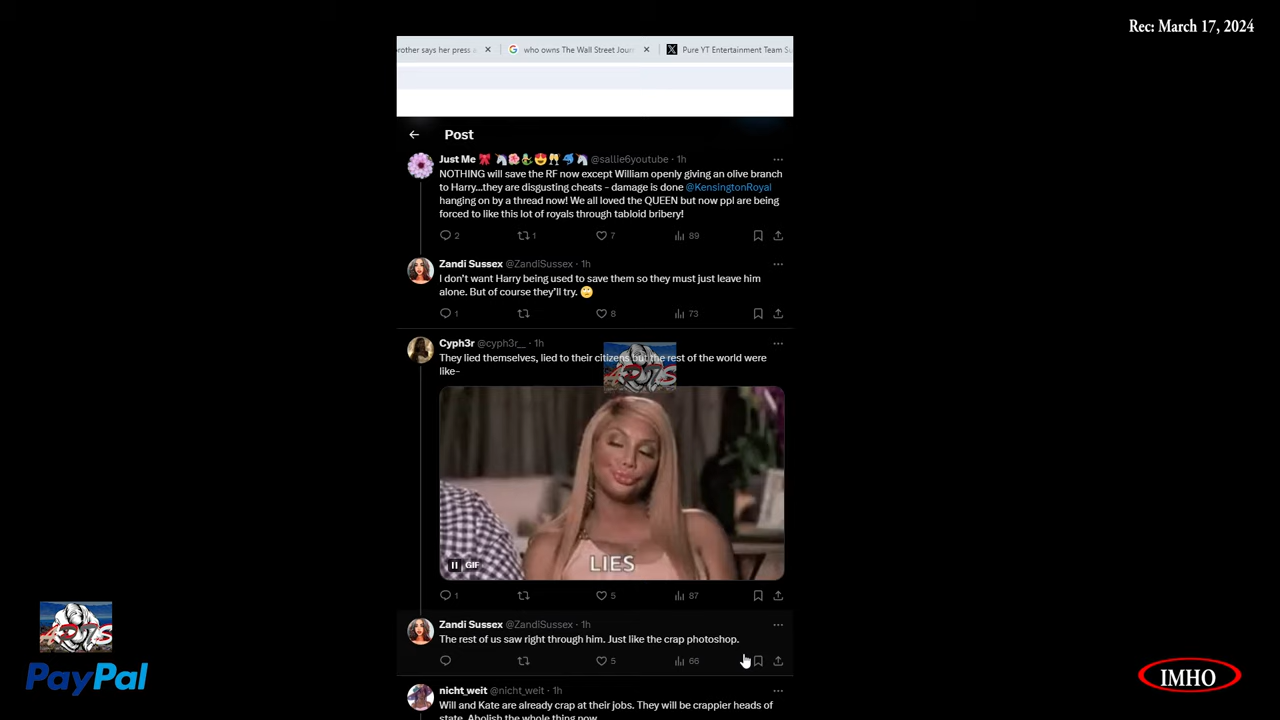 Rec: March 17, 2024
brother says her press a
who owns The Wall Street Jour
Pure YT Entertainment Team Su
Post
Just Me 🎀 🦄🌺🧜‍♂️😍🥂🧞‍♂️🦄 @sallie6youtube · 1h
NOTHING will save the RF now except William openly giving an olive branch
to Harry...they are disgusting cheats - damage is done @KensingtonRoyal
hanging on by a thread now! We all loved the QUEEN but now ppl are being
forced to like this lot of royals through tabloid bribery!
2 1 7 89
Zandi Sussex @ZandiSussex · 1h
I don't want Harry being used to save them so they must just leave him
alone. But of course they'll try. 🙄
1 8 73
Cyph3r @cyph3r__ · 1h
They lied themselves, lied to their citizens but the rest of the world were
like-
LIES
GIF
1 5 87
Zandi Sussex @ZandiSussex · 1h
The rest of us saw right through him. Just like the crap photoshop.
5 66
nicht_weit @nicht_weit · 1h
Will and Kate are already crap at their jobs. They will be crappier heads of
state. Abolish the whole thing now.
PayPal
IMHO